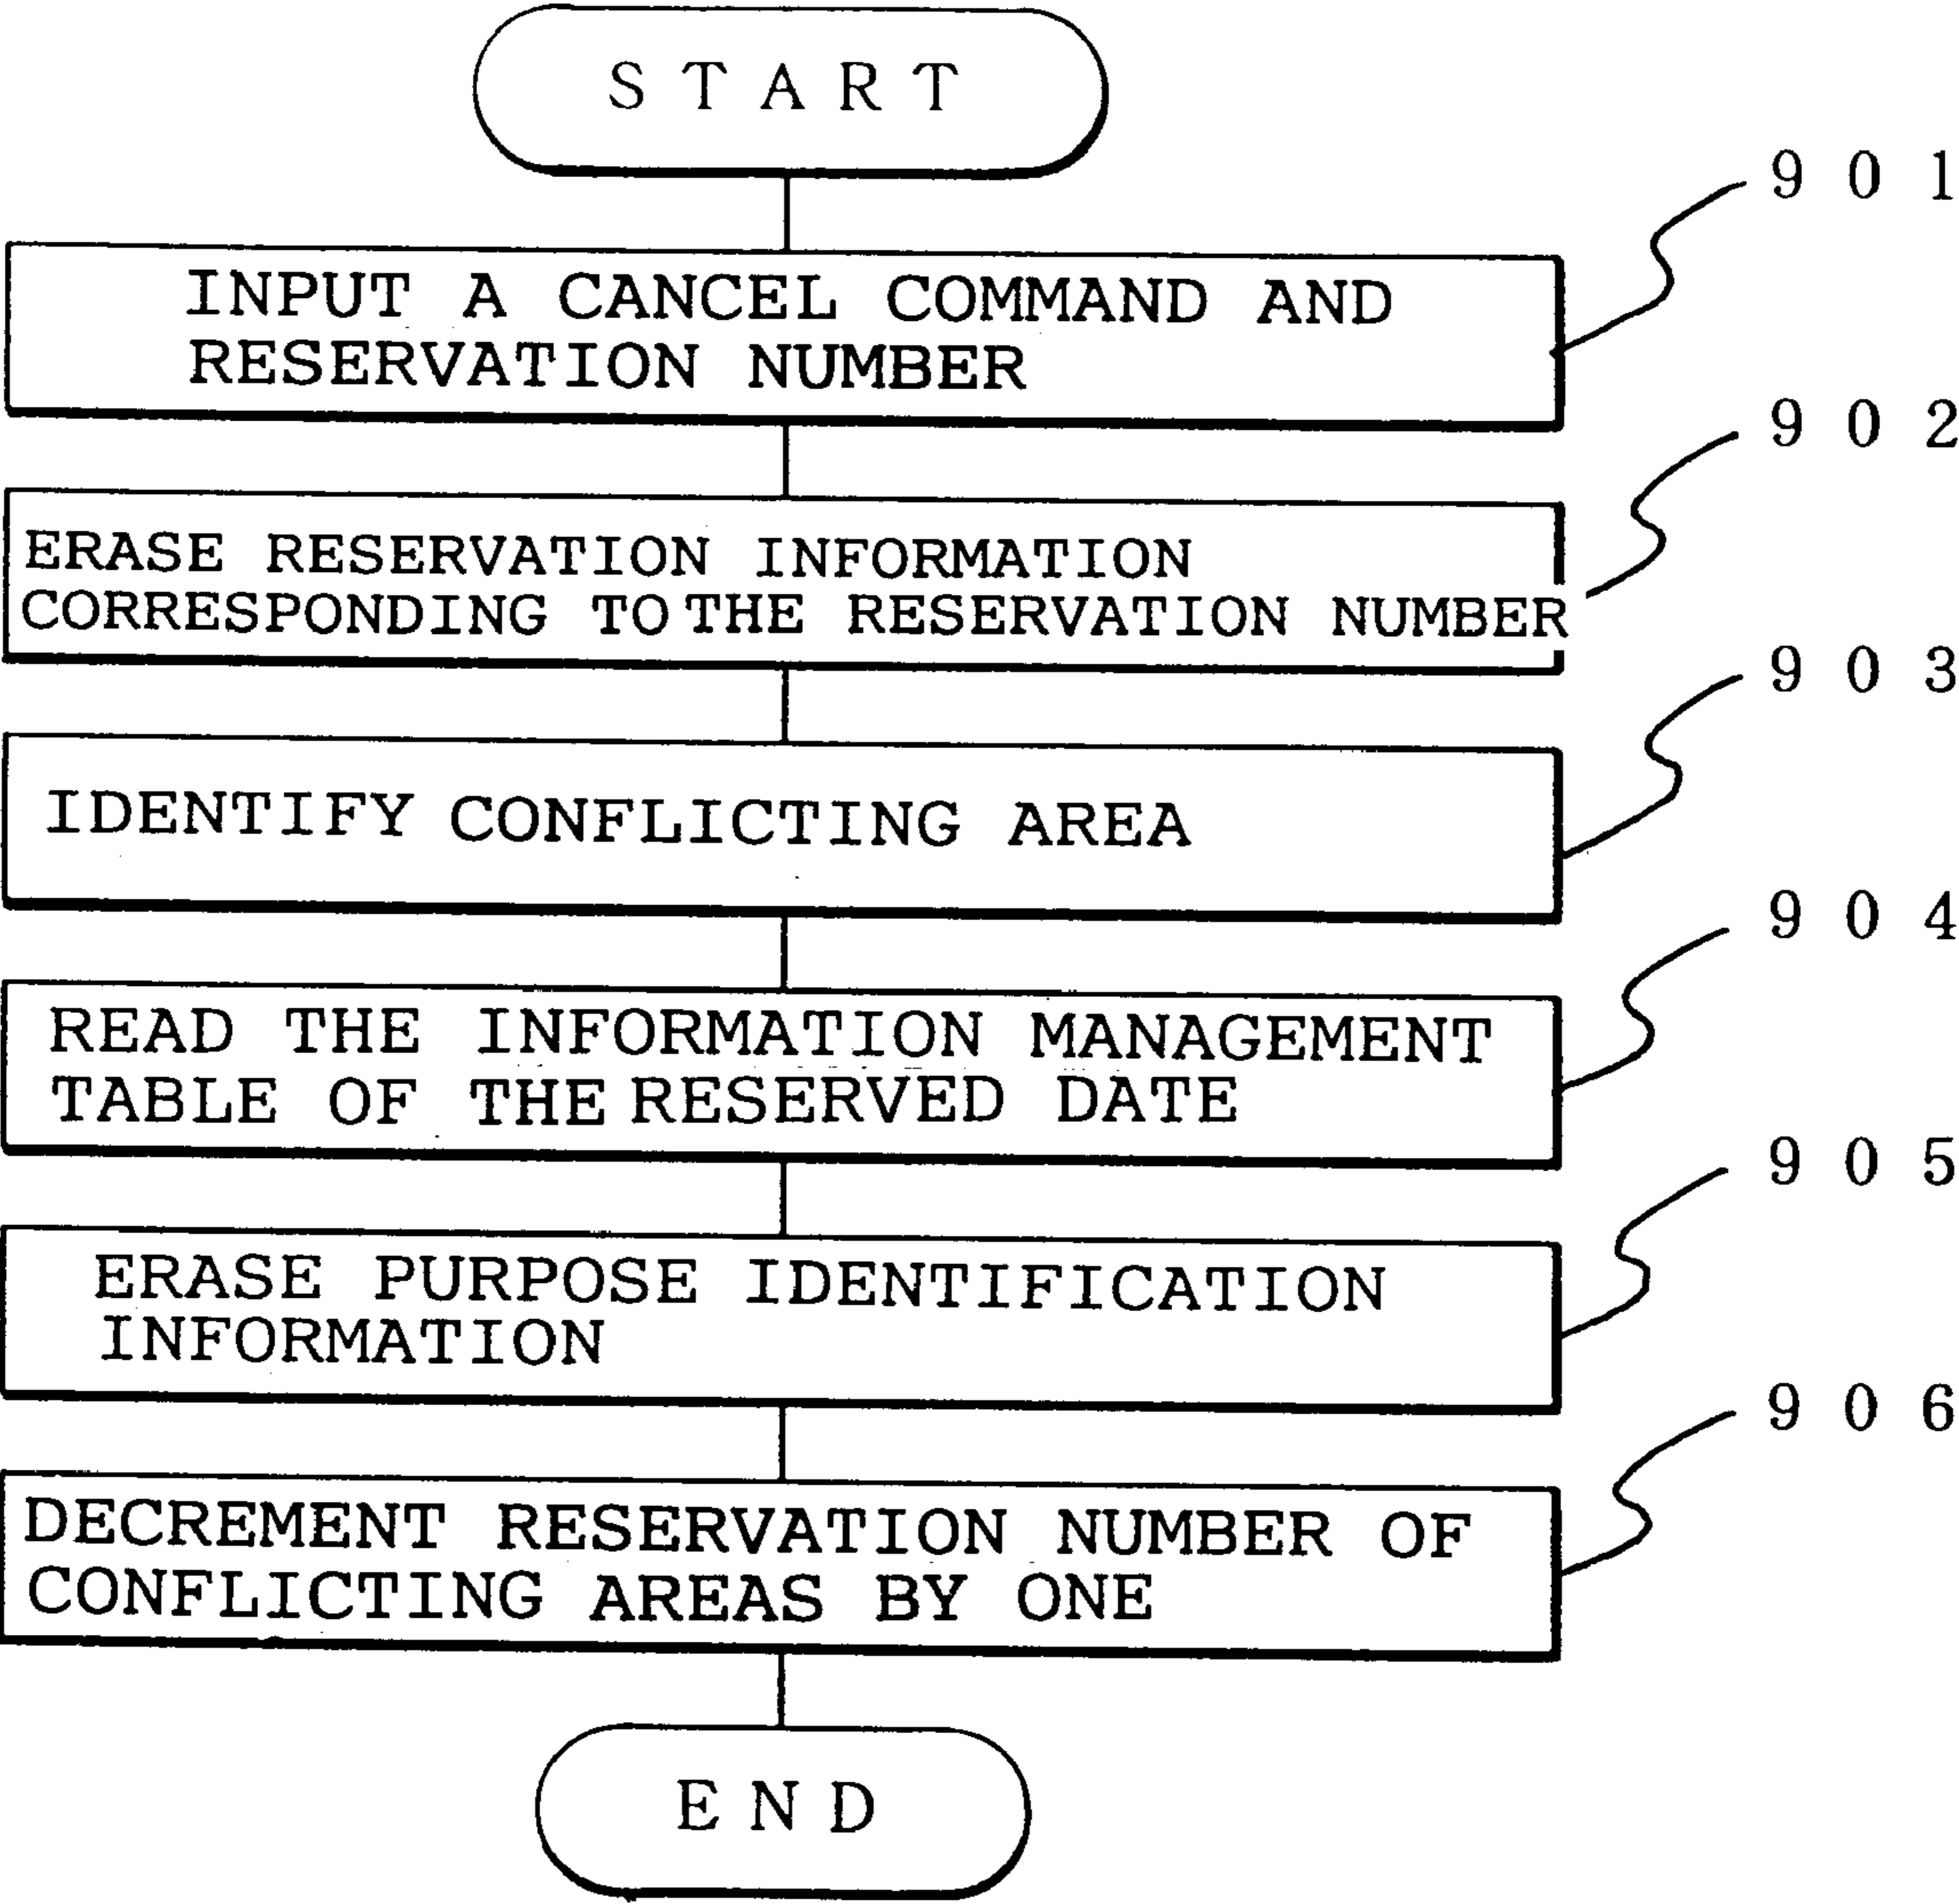 START
901
INPUT A CANCEL COMMAND AND
RESERVATION NUMBER
902
ERASE RESERVATION INFORMATION
CORRESPONDING TO THE RESERVATION NUMBER
903
IDENTIFY CONFLICTING AREA
904
READ THE INFORMATION MANAGEMENT
TABLE OF THE RESERVED DATE
905
ERASE PURPOSE IDENTIFICATION
INFORMATION
906
DECREMENT RESERVATION NUMBER OF
CONFLICTING AREAS BY ONE
END